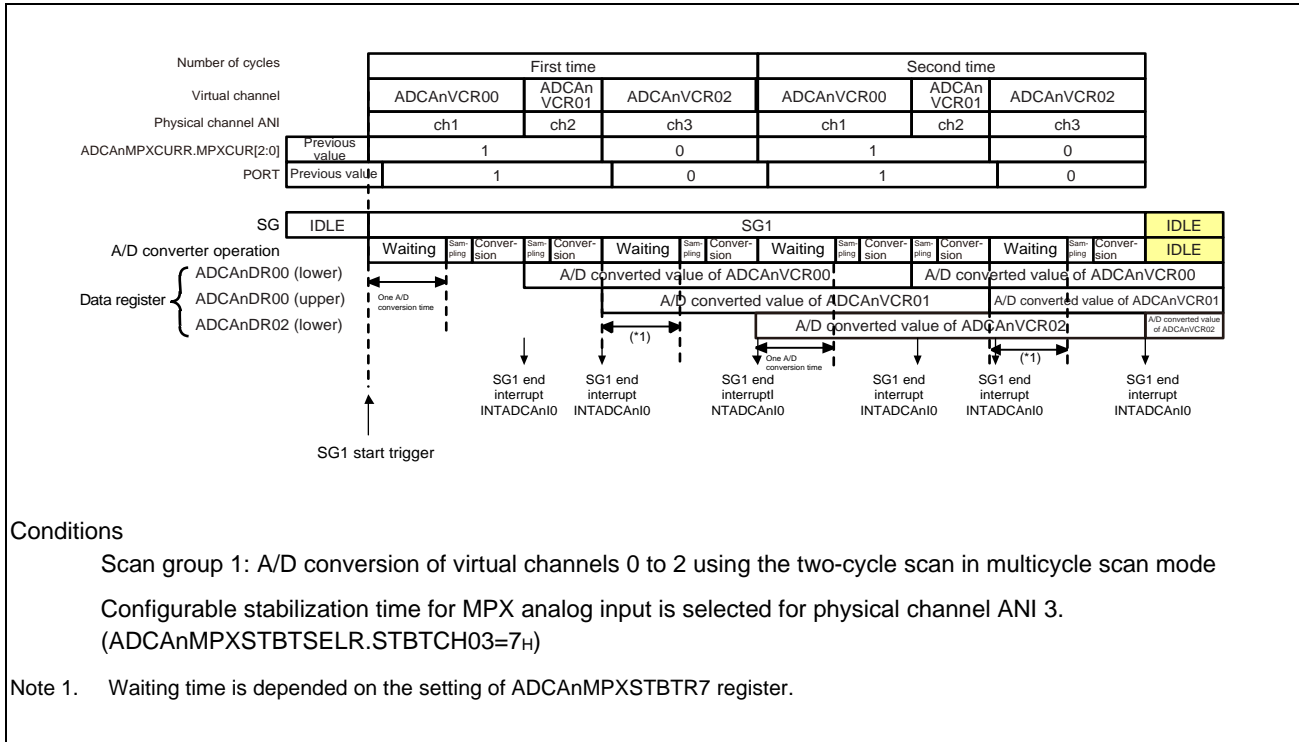 Number of cycles First time Second time
Virtual channel ADCAnVCR00 ADCAn VCR01 ADCAnVCR02 ADCAnVCR00 ADCAn VCR01 ADCAnVCR02
Physical channel ANI ch1 ch2 ch3 ch1 ch2 ch3
ADCAnMPXCURR.MPXCUR[2:0] Previous value 1 0 1 0
PORT Previous value 1 0 1 0
SG IDLE SG1 IDLE
A/D converter operation Waiting Sam-pling Conver-sion Sam-pling Conver-sion Waiting Sam-pling Conver-sion Waiting Sam-pling Conver-sion Sam-pling Conver-sion Waiting Sam-pling Conver-sion IDLE
Data register
ADCAnDR00 (lower) A/D converted value of ADCAnVCR00 A/D converted value of ADCAnVCR00
ADCAnDR00 (upper) One A/D conversion time A/D converted value of ADCAnVCR01 A/D converted value of ADCAnVCR01
ADCAnDR02 (lower) A/D converted value of ADCAnVCR02 A/D converted value of ADCAnVCR02
(*1) One A/D conversion time (*1)
SG1 end SG1 end SG1 end SG1 end SG1 end SG1 end
interrupt interrupt interruptI interrupt interrupt interrupt
INTADCAnI0 INTADCAnI0 NTADCAnI0 INTADCAnI0 INTADCAnI0 INTADCAnI0
SG1 start trigger
Conditions
Scan group 1: A/D conversion of virtual channels 0 to 2 using the two-cycle scan in multicycle scan mode
Configurable stabilization time for MPX analog input is selected for physical channel ANI 3.
(ADCAnMPXSTBTSELR.STBTCH03=7H)
Note 1. Waiting time is depended on the setting of ADCAnMPXSTBTR7 register.